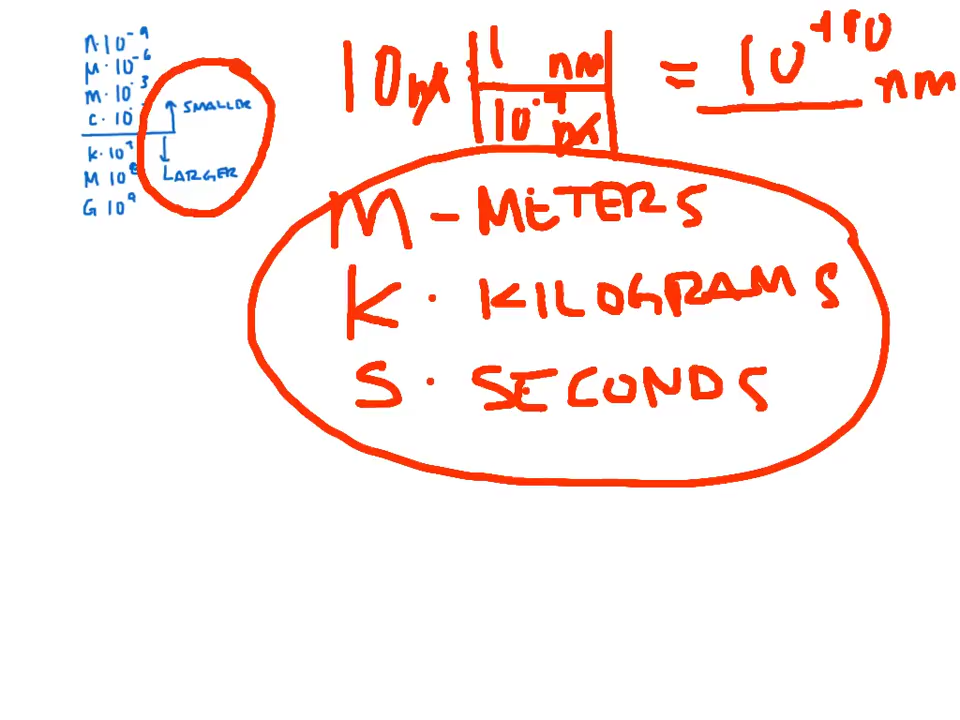 n·10⁻⁹
μ·10⁻⁶
m·10⁻³
c·10⁻
↑ SMALLER
k·10³
M 10⁶
G 10⁹
↓ LARGER
10 m · 1 nm / 10⁻⁹ m = 10⁺¹⁰ nm
M - METERS
K · KILOGRAMS
S · SECONDS